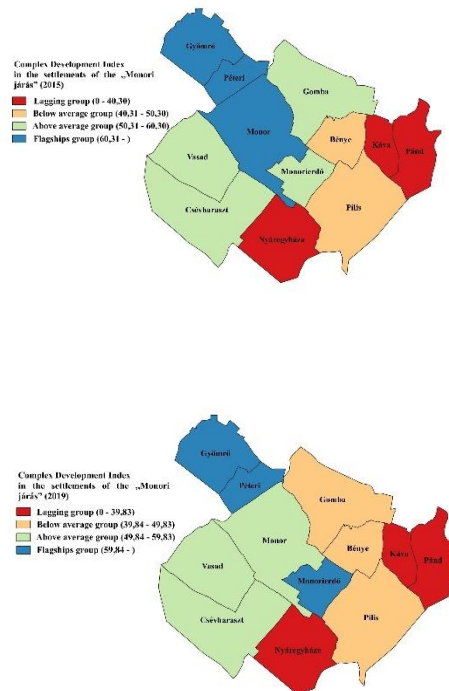 Complex Development Index
in the settlements of the „Monori
járás” (2015)
Lagging group (0 - 40,30)
Below average group (40,31 - 50,30)
Above average group (50,31 - 60,30)
Flagships group (60,31 - )
Gyömrő
Péteri
Gomba
Monor
Bénye
Káva
Pánd
Vasad
Monorierdő
Csévharaszt
Pilis
Nyáregyháza
Complex Development Index
in the settlements of the „Monori
járás” (2019)
Lagging group (0 - 39,83)
Below average group (39,84 - 49,83)
Above average group (49,84 - 59,83)
Flagships group (59,84 - )
Gyömrő
Péteri
Gomba
Monor
Bénye
Káva
Pánd
Vasad
Monorierdő
Csévharaszt
Pilis
Nyáregyháza